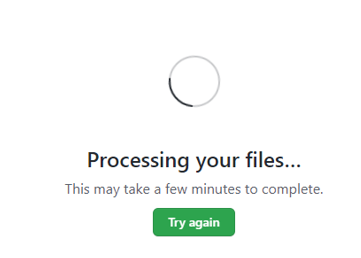 Processing your files...
This may take a few minutes to complete.
Try again